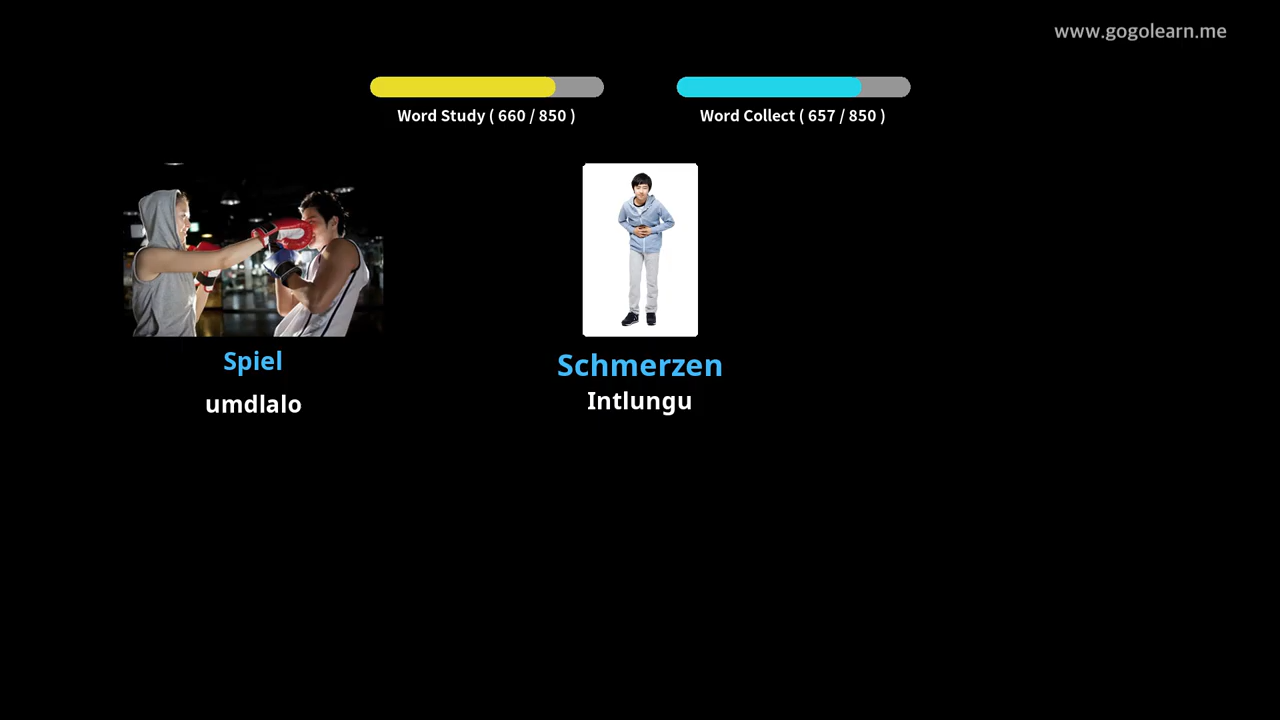 www.gogolearn.me
Word Study ( 660 / 850 )
Word Collect ( 657 / 850 )
Spiel
umdlalo
Schmerzen
Intlungu